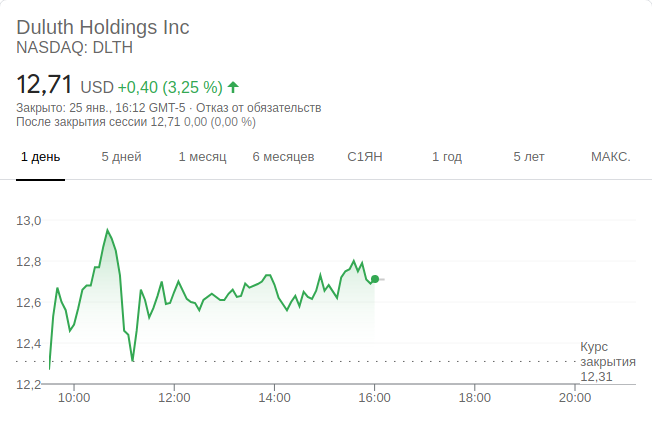 Duluth Holdings Inc
NASDAQ: DLTH
12,71 USD +0,40 (3,25 %)
Закрыто: 25 янв., 16:12 GMT-5 · Отказ от обязательств
После закрытия сессии 12,71 0,00 (0,00 %)
1 день 5 дней 1 месяц 6 месяцев С1ЯН 1 год 5 лет МАКС.
13,0
12,8
12,6
12,4
Курс
закрытия
12,31
12,2
10:00 12:00 14:00 16:00 18:00 20:00